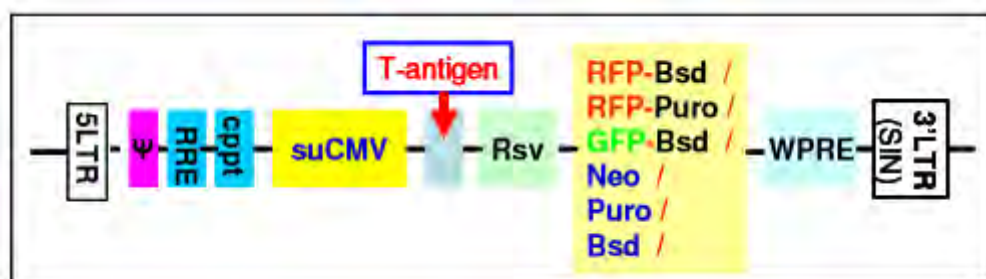 T-antigen
5LTR
Ψ
RRE
cppt
suCMV
Rsv
RFP-Bsd /
RFP-Puro /
GFP-Bsd /
Neo /
Puro /
Bsd /
WPRE
3'LTR
(SIN)